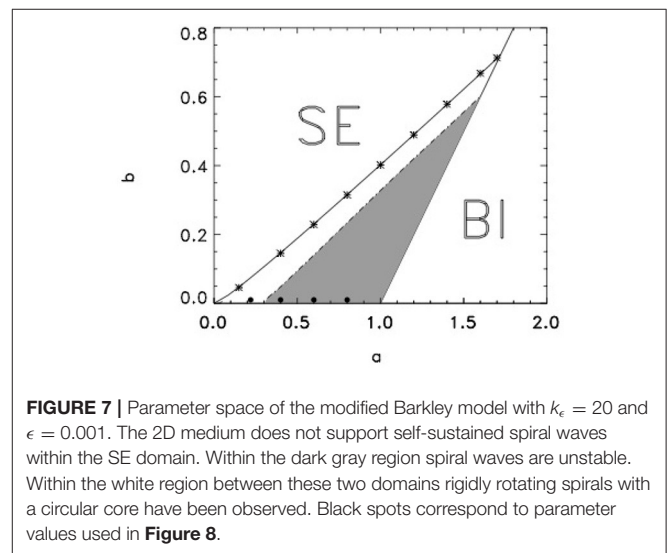 0.8
0.6
0.4
0.2
0.0
b
SE
BI
0.0 0.5 1.0 1.5 2.0
a
FIGURE 7 | Parameter space of the modified Barkley model with kϵ = 20 and
ϵ = 0.001. The 2D medium does not support self-sustained spiral waves
within the SE domain. Within the dark gray region spiral waves are unstable.
Within the white region between these two domains rigidly rotating spirals with
a circular core have been observed. Black spots correspond to parameter
values used in Figure 8.